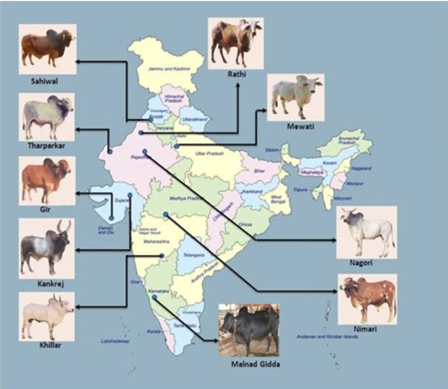 Rathi
Sahiwal
Mewati
Tharparkar
Gir
Kankrej
Khillar
Nagori
Nimari
Malnad Gidda
Jammu and Kashmir
Himachal
Pradesh
Punjab
Uttarakhand
Haryana
Delhi
Rajasthan
Uttar Pradesh
Sikkim
Arunachal
Pradesh
Assam
Nagaland
Meghalaya
Manipur
Tripura
Mizoram
Bihar
Jharkhand
West
Bengal
Gujarat
Madhya Pradesh
Chhattisgarh
Orissa
Daman
and Diu
Dadra and
Nagar Haveli
Maharashtra
Telangana
Andhra Pradesh
Goa
Karnataka
Tamil Nadu
Kerala
Lakshadweep
Andaman and Nicobar Islands